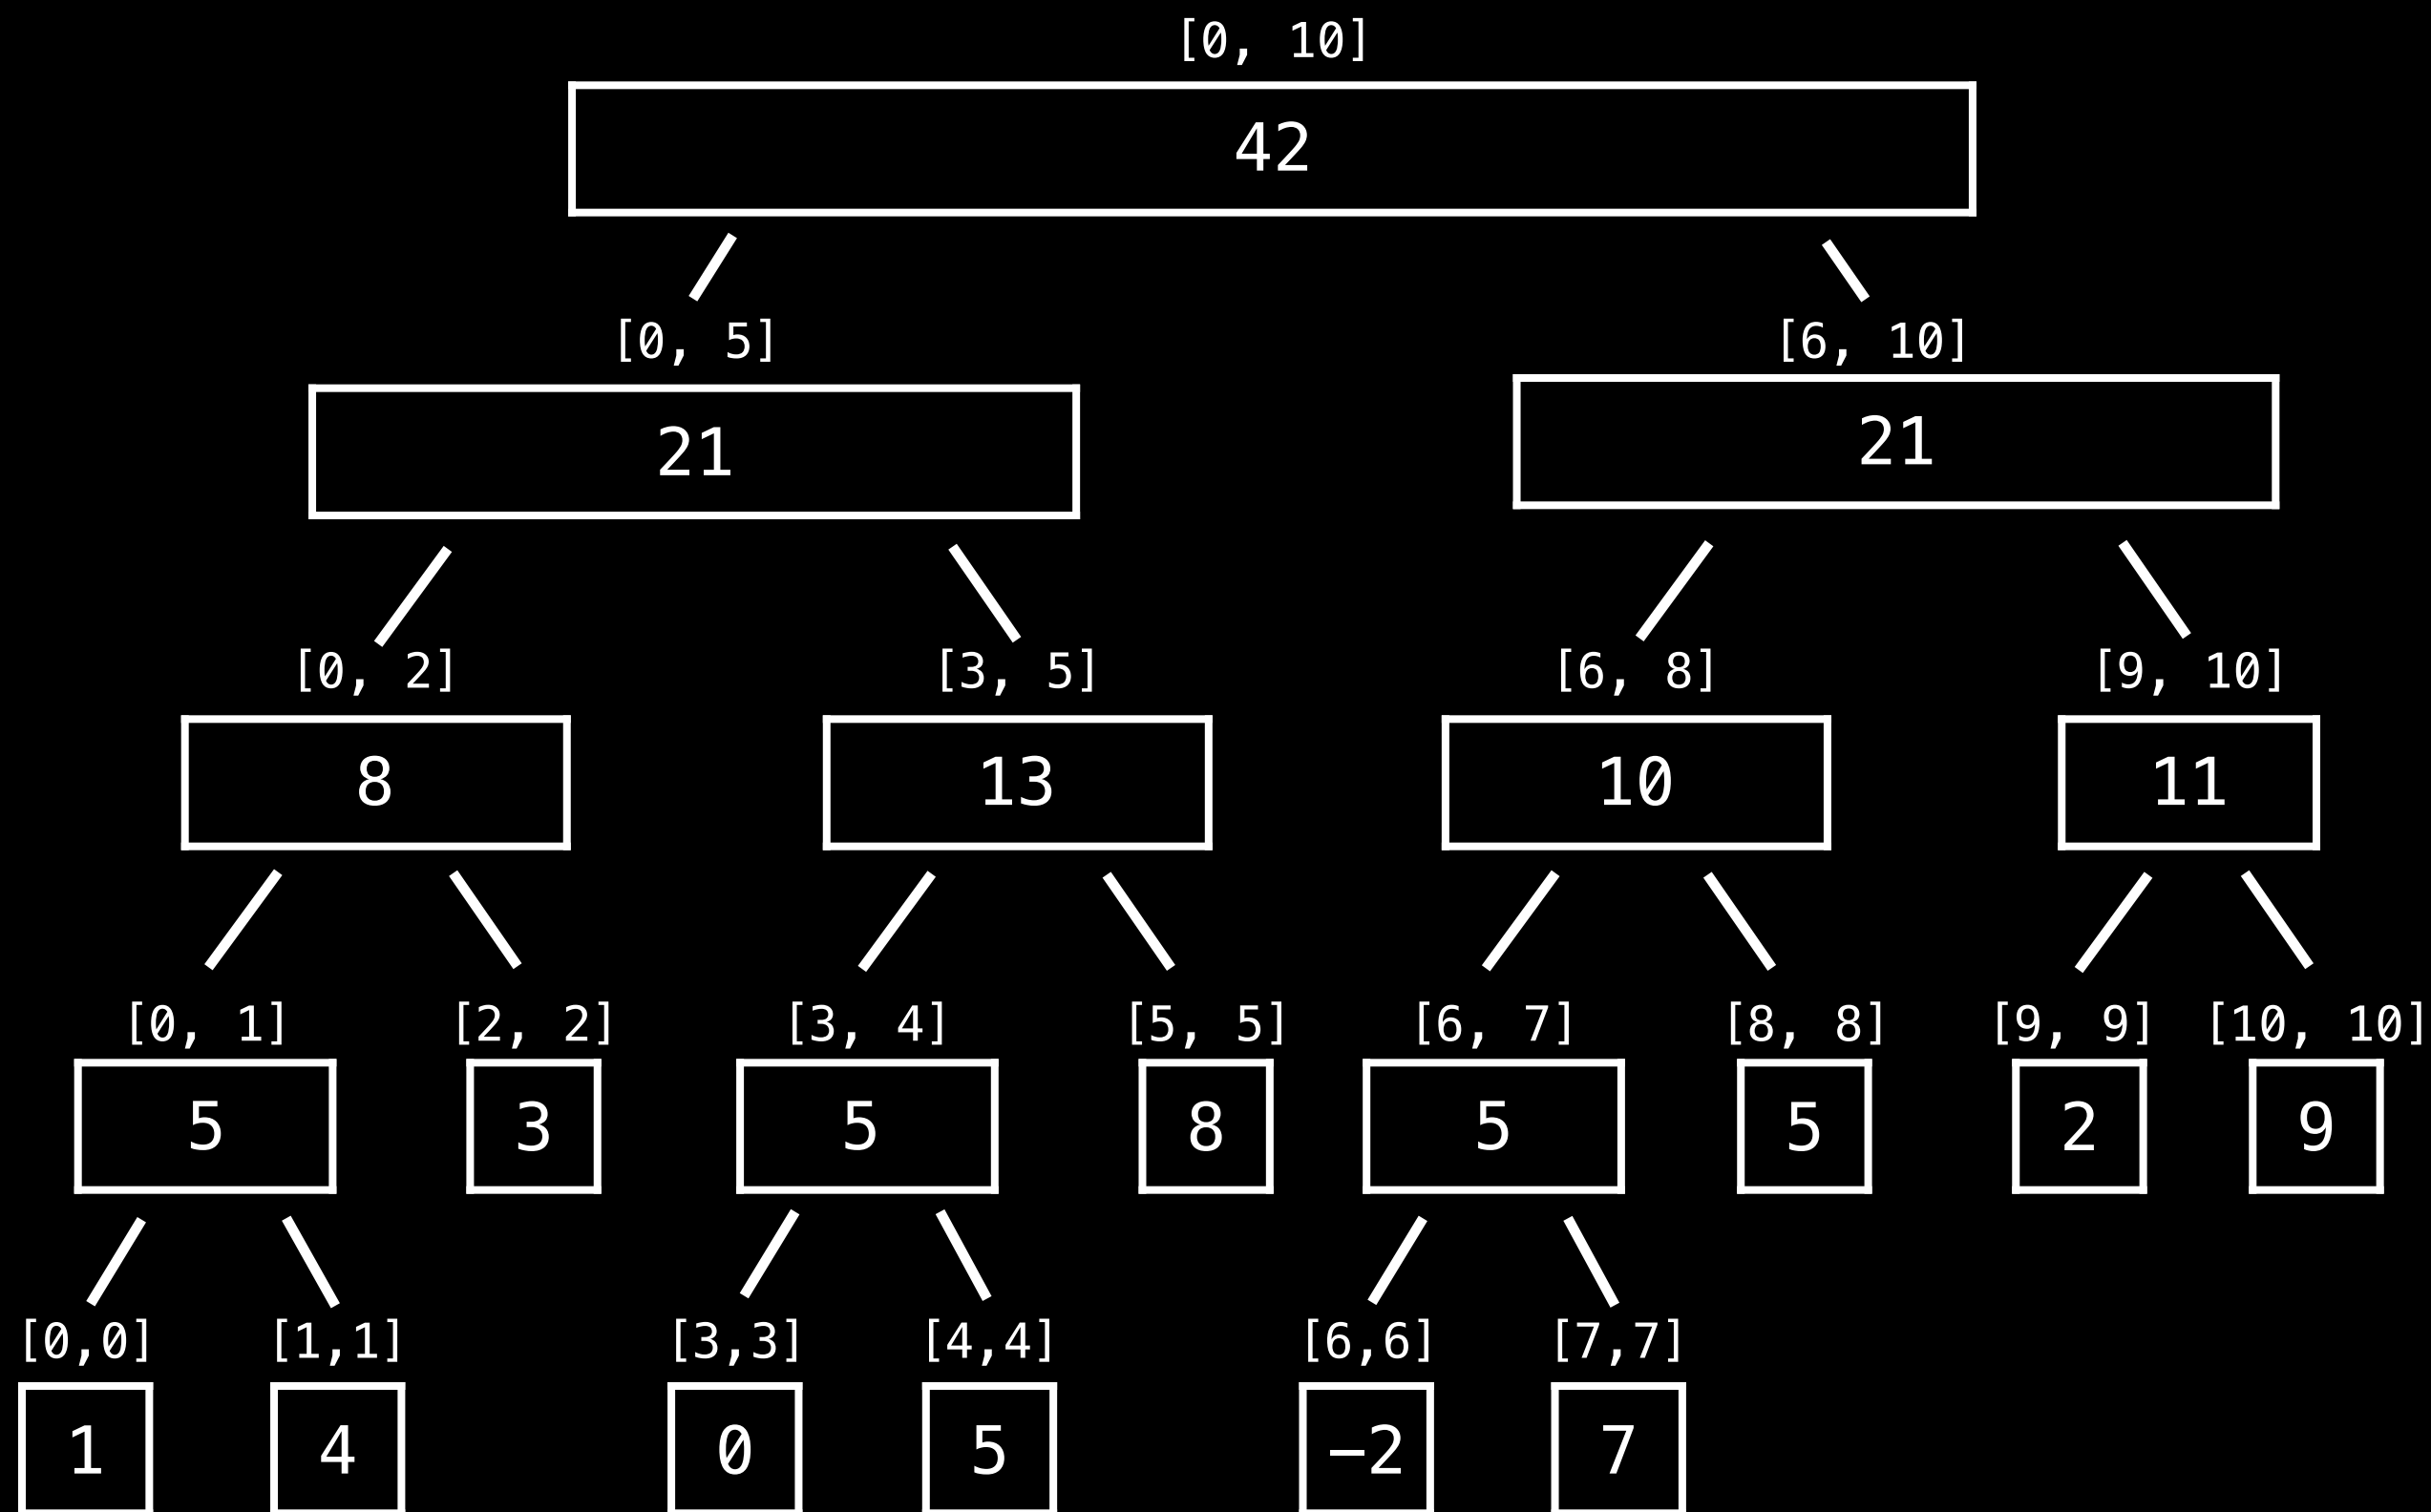 [0, 10]
42
[0, 5] [6, 10]
21 21
[0, 2] [3, 5] [6, 8] [9, 10]
8 13 10 11
[0, 1] [2, 2] [3, 4] [5, 5] [6, 7] [8, 8] [9, 9] [10, 10]
5 3 5 8 5 5 2 9
[0,0] [1,1] [3,3] [4,4] [6,6] [7,7]
1 4 0 5 −2 7